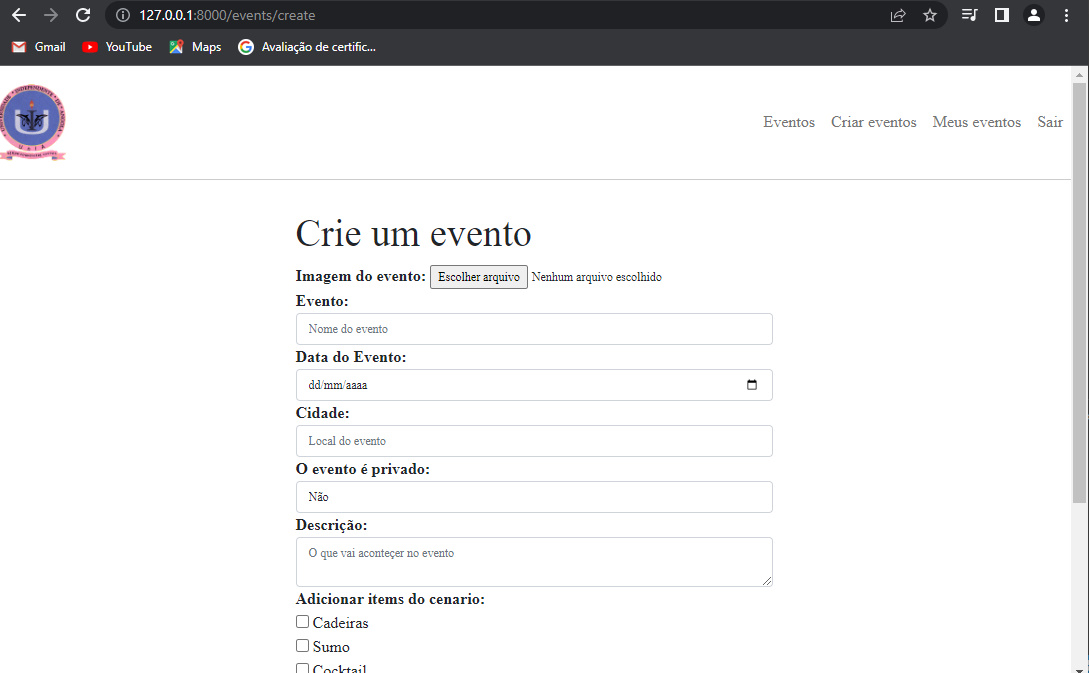 127.0.0.1:8000/events/create
Gmail YouTube Maps Avaliação de certific...
Eventos Criar eventos Meus eventos Sair
Crie um evento
Imagem do evento: Escolher arquivo Nenhum arquivo escolhido
Evento:
Nome do evento
Data do Evento:
dd/mm/aaaa
Cidade:
Local do evento
O evento é privado:
Não
Descrição:
O que vai aconteçer no evento
Adicionar items do cenario:
Cadeiras
Sumo
Cocktail